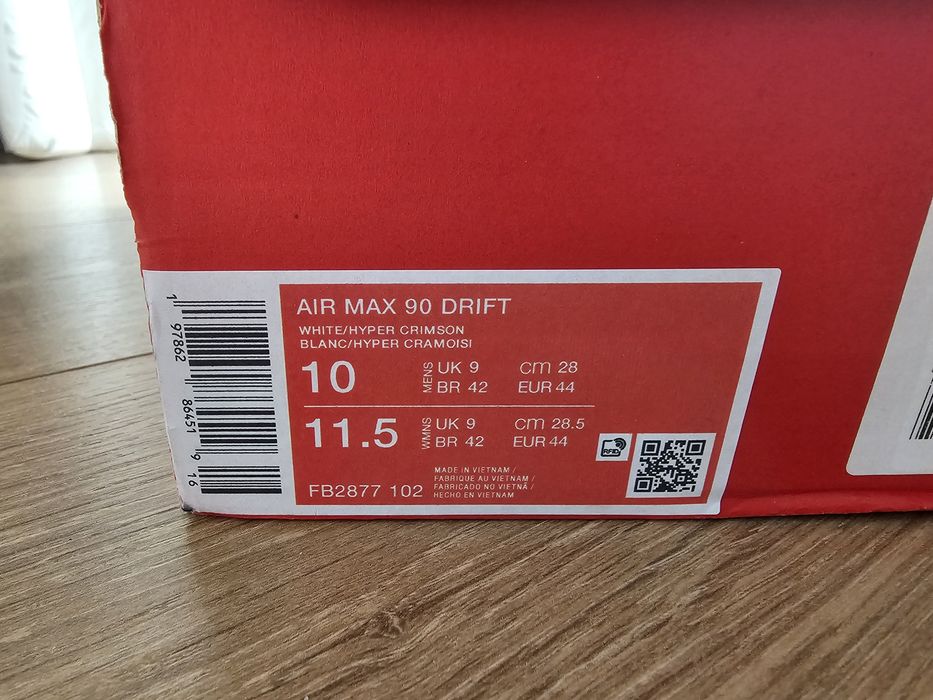 AIR MAX 90 DRIFT
WHITE/HYPER CRIMSON
BLANC/HYPER CRAMOISI
10 MENS UK 9 cm 28
BR 42 EUR 44
11.5 WMNS UK 9 cm 28.5
BR 42 EUR 44
RFID
FB2877 102
MADE IN VIETNAM /
FABRIQUE AU VIETNAM /
FABRICADO NO VIETNÃ /
HECHO EN VIETNAM
1 97862 86451 9 16